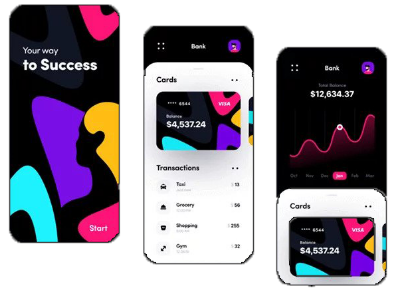 Your way
to Success
Start
Bank
Cards
**** 6544
VISA
Balance
$4,537.24
Transactions
Taxi
$ 13
Grocery
$ 56
Shopping
$ 255
Gym
$ 32
Bank
Total Balance
$12,634.37
Oct Nov Dec Jan Feb Mar
Cards
**** 6544
VISA
Balance
$4,537.24